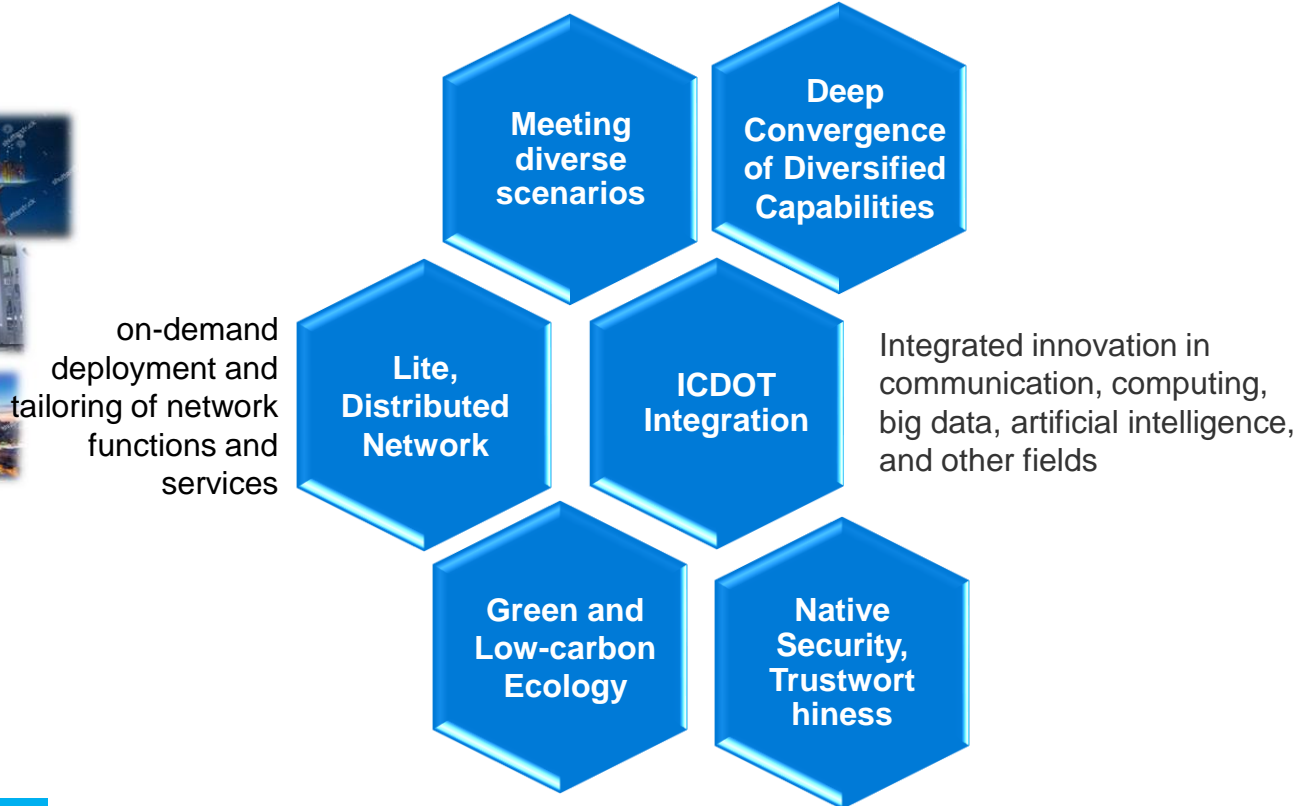 Meeting
diverse
scenarios
Deep
Convergence
of Diversified
Capabilities
on-demand
deployment and
tailoring of network
functions and
services
Lite,
Distributed
Network
ICDOT
Integration
Integrated innovation in
communication, computing,
big data, artificial intelligence,
and other fields
Green and
Low-carbon
Ecology
Native
Security,
Trustwort
hiness